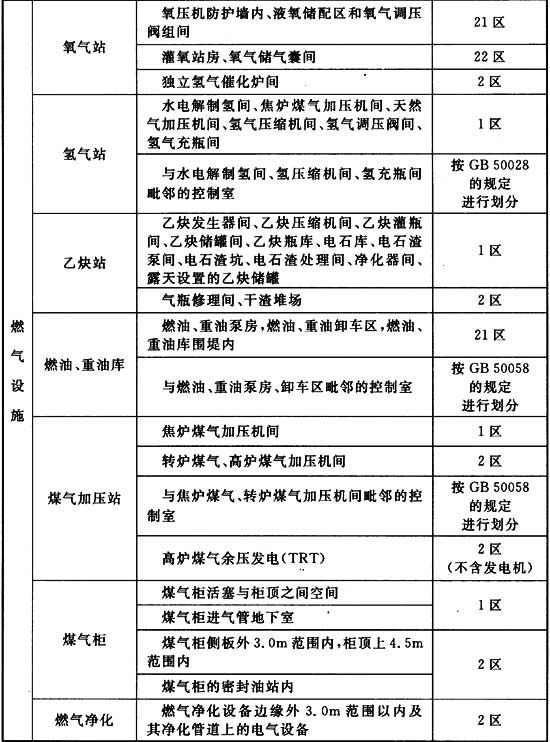 燃气设施
氧气站
氧压机防护墙内、液氧储配区和氧气调压
阀组间
21区
灌氧站房、氧气储气囊间
22区
氢气站
独立氢气催化炉间
2区
水电解制氢间、焦炉煤气加压机间、天然
气加压机间、氢气压缩机间、氢气调压阀间、
氢气充瓶间
1区
与水电解制氢间、氢压缩机间、氢充瓶间
毗邻的控制室
按GB 50028
的规定
进行划分
乙炔站
乙炔发生器间、乙炔压缩机间、乙炔灌瓶
间、乙炔储罐间、乙炔瓶库、电石库、电石渣
泵间、电石渣坑、电石渣处理间、净化器间、
露天设置的乙炔储罐
1区
气瓶修理间、干渣堆场
2区
燃油、重油库
燃油、重油泵房，燃油、重油卸车区，燃油、
重油库围堤内
21区
与燃油、重油泵房、卸车区毗邻的控制室
按GB 50058
的规定
进行划分
煤气加压站
焦炉煤气加压机间
1区
转炉煤气、高炉煤气加压机间
2区
与焦炉煤气、转炉煤气加压机间毗邻的控
制室
按GB 50058
的规定
进行划分
高炉煤气余压发电(TRT)
2区
(不含发电机)
煤气柜
煤气柜活塞与柜顶之间空间
煤气柜进气管地下室
1区
煤气柜侧板外3.0m范围内，柜顶上4.5m
范围内
煤气柜的密封油站内
2区
燃气净化
燃气净化设备边缘外3.0m范围以内及
其净化管道上的电气设备
2区